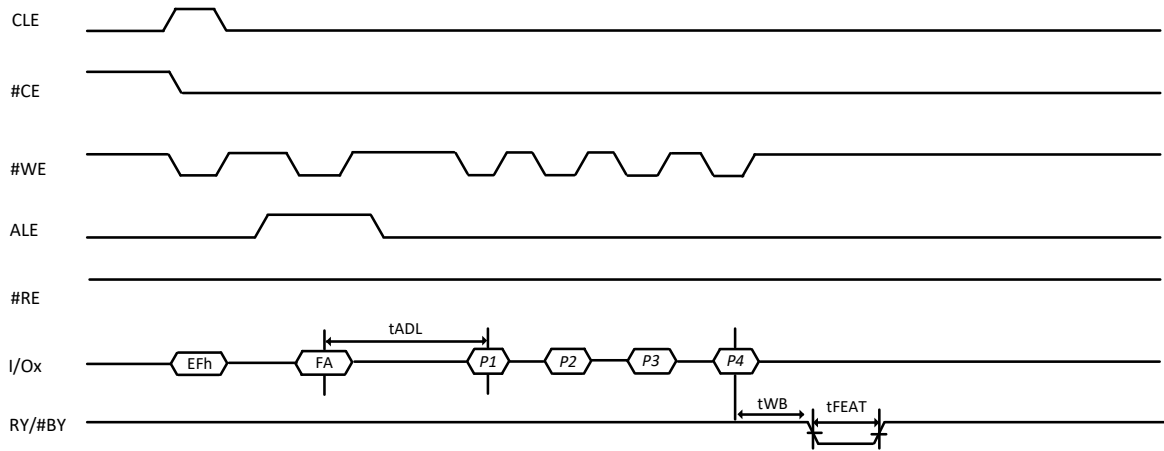 CLE
#CE
#WE
ALE
#RE
tADL
I/Ox EFh FA P1 P2 P3 P4
tWB tFEAT
RY/#BY